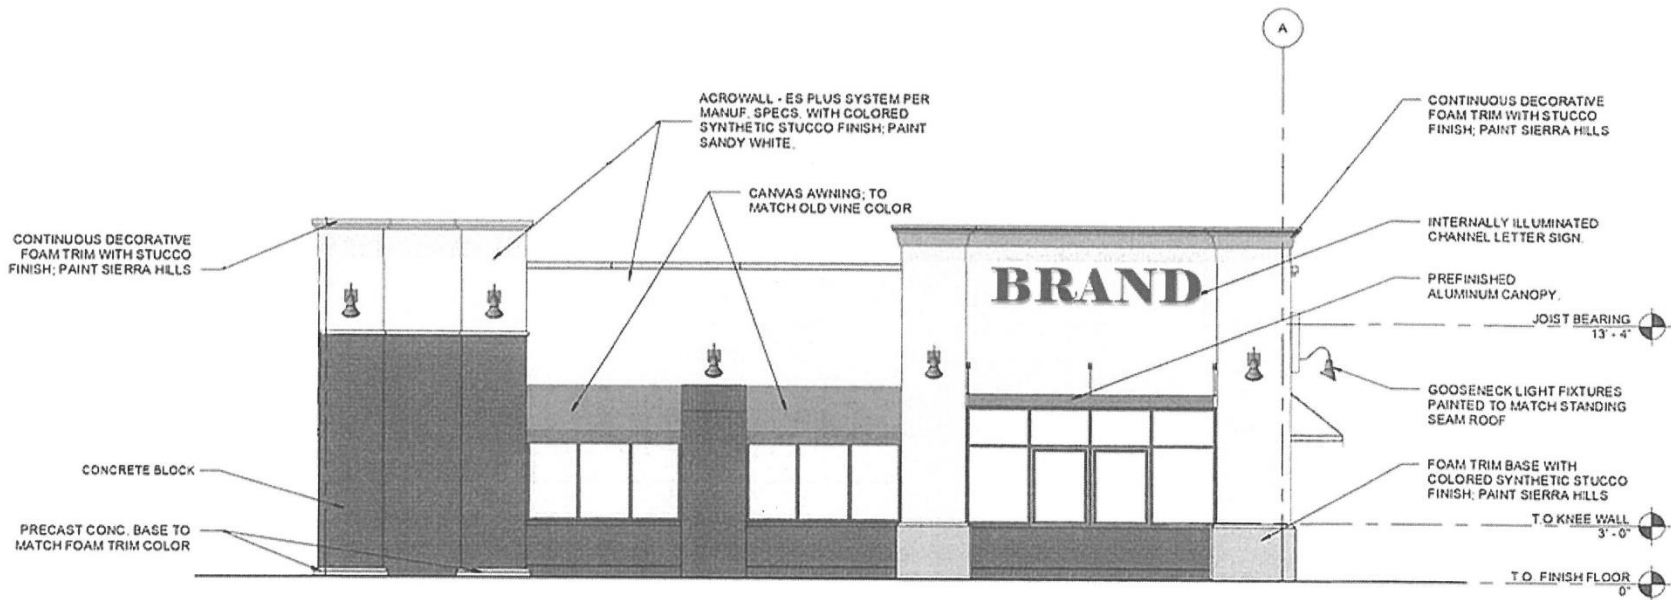 A
ACROWALL - ES PLUS SYSTEM PER
MANUF. SPECS. WITH COLORED
SYNTHETIC STUCCO FINISH; PAINT
SANDY WHITE.
CONTINUOUS DECORATIVE
FOAM TRIM WITH STUCCO
FINISH; PAINT SIERRA HILLS
CANVAS AWNING; TO
MATCH OLD VINE COLOR
CONTINUOUS DECORATIVE
FOAM TRIM WITH STUCCO
FINISH; PAINT SIERRA HILLS
INTERNALLY ILLUMINATED
CHANNEL LETTER SIGN.
BRAND
PREFINISHED
ALUMINUM CANOPY.
JOIST BEARING
13' - 4"
GOOSENECK LIGHT FIXTURES
PAINTED TO MATCH STANDING
SEAM ROOF
CONCRETE BLOCK
FOAM TRIM BASE WITH
COLORED SYNTHETIC STUCCO
FINISH; PAINT SIERRA HILLS
PRECAST CONC. BASE TO
MATCH FOAM TRIM COLOR
T.O KNEE WALL
3' - 0"
T.O. FINISH FLOOR
0"